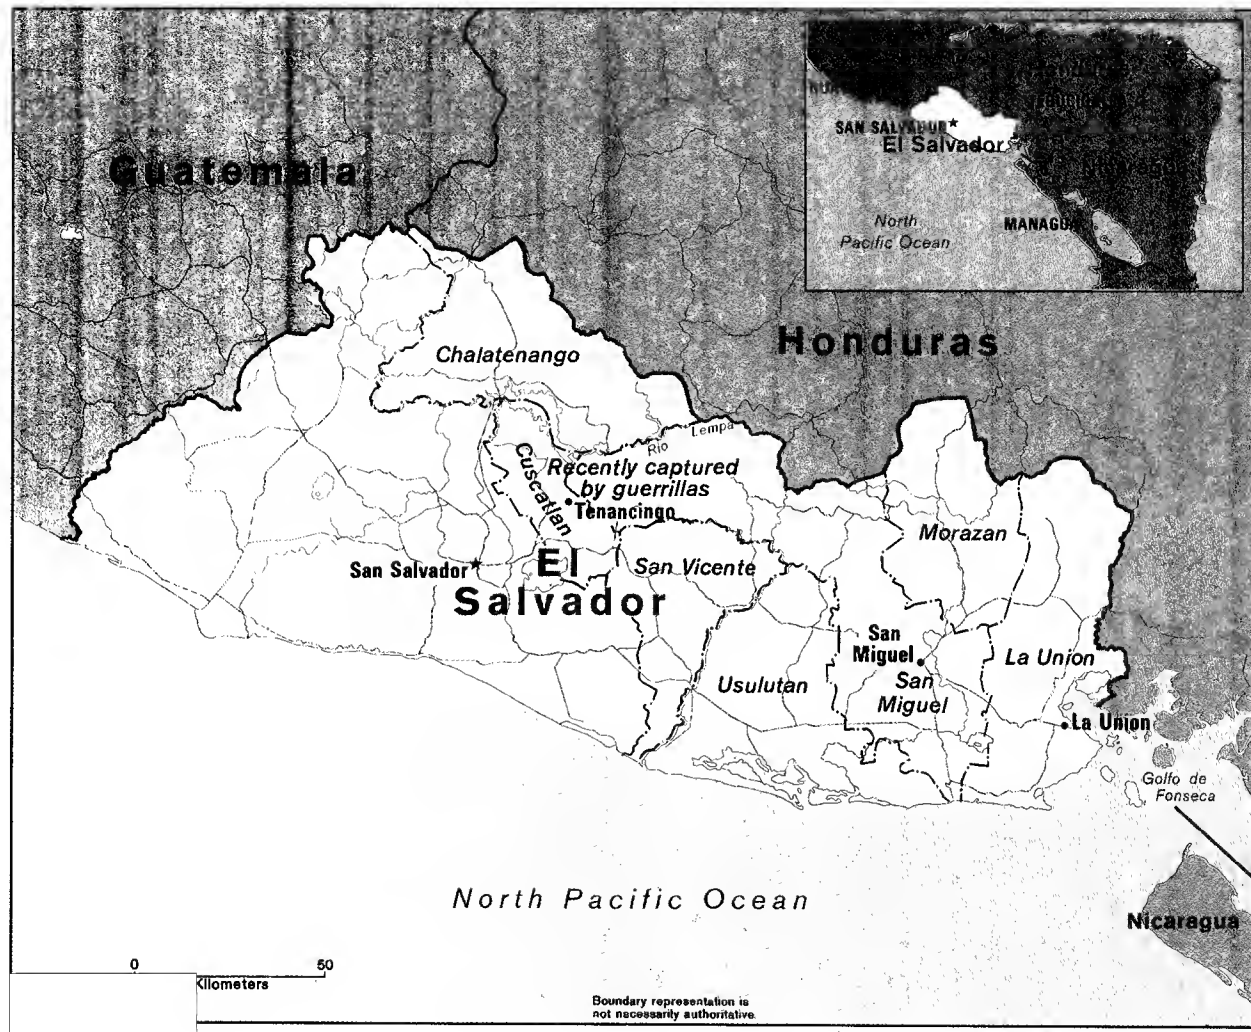 Guatemala
SAN SALVADOR
El Salvador
North
Pacific Ocean
MANAGUA
Honduras
Chalatenango
Rio Lempa
Cuscatlan
Recently captured
by guerrillas
Tenancingo
Morazan
San Salvador
El
Salvador
San Vicente
San
Miguel
La Union
Usulutan
San
Miguel
La Union
Golfo de
Fonseca
North Pacific Ocean
Nicaragua
0 50
Kilometers
Boundary representation is
not necessarily authoritative.